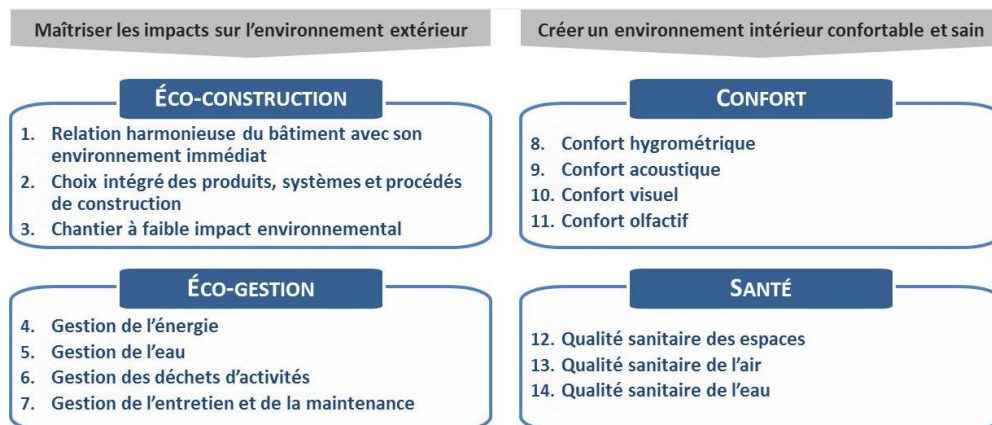 Maîtriser les impacts sur l'environnement extérieur
Créer un environnement intérieur confortable et sain
ÉCO-CONSTRUCTION
1. Relation harmonieuse du bâtiment avec son
environnement immédiat
2. Choix intégré des produits, systèmes et procédés
de construction
3. Chantier à faible impact environnemental
CONFORT
8. Confort hygrométrique
9. Confort acoustique
10. Confort visuel
11. Confort olfactif
ÉCO-GESTION
4. Gestion de l'énergie
5. Gestion de l'eau
6. Gestion des déchets d'activités
7. Gestion de l'entretien et de la maintenance
SANTÉ
12. Qualité sanitaire des espaces
13. Qualité sanitaire de l'air
14. Qualité sanitaire de l'eau